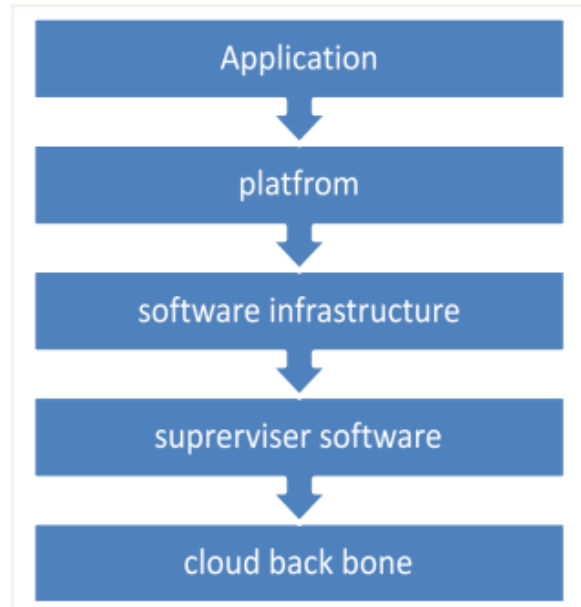 Application
platfrom
software infrastructure
suprerviser software
cloud back bone